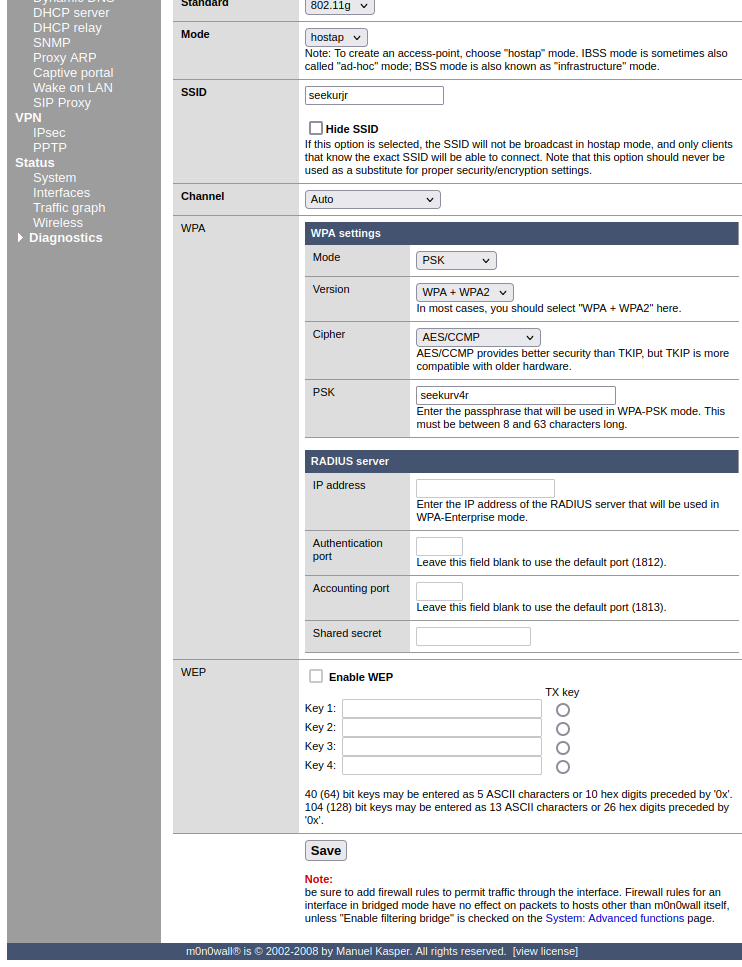 Dynamic DNS
DHCP server
DHCP relay
SNMP
Proxy ARP
Captive portal
Wake on LAN
SIP Proxy
VPN
IPsec
PPTP
Status
System
Interfaces
Traffic graph
Wireless
Diagnostics
Standard
802.11g
Mode
hostap
Note: To create an access-point, choose "hostap" mode. IBSS mode is sometimes also
called "ad-hoc" mode; BSS mode is also known as "infrastructure" mode.
SSID
seekurjr
Hide SSID
If this option is selected, the SSID will not be broadcast in hostap mode, and only clients
that know the exact SSID will be able to connect. Note that this option should never be
used as a substitute for proper security/encryption settings.
Channel
Auto
WPA
WPA settings
Mode
PSK
Version
WPA + WPA2
In most cases, you should select "WPA + WPA2" here.
Cipher
AES/CCMP
AES/CCMP provides better security than TKIP, but TKIP is more
compatible with older hardware.
PSK
seekurv4r
Enter the passphrase that will be used in WPA-PSK mode. This
must be between 8 and 63 characters long.
RADIUS server
IP address
Enter the IP address of the RADIUS server that will be used in
WPA-Enterprise mode.
Authentication
port
Leave this field blank to use the default port (1812).
Accounting port
Leave this field blank to use the default port (1813).
Shared secret
WEP
Enable WEP
TX key
Key 1:
Key 2:
Key 3:
Key 4:
40 (64) bit keys may be entered as 5 ASCII characters or 10 hex digits preceded by '0x'.
104 (128) bit keys may be entered as 13 ASCII characters or 26 hex digits preceded by
'0x'.
Save
Note:
be sure to add firewall rules to permit traffic through the interface. Firewall rules for an
interface in bridged mode have no effect on packets to hosts other than m0n0wall itself,
unless "Enable filtering bridge" is checked on the System: Advanced functions page.
m0n0wall® is © 2002-2008 by Manuel Kasper. All rights reserved. [view license]